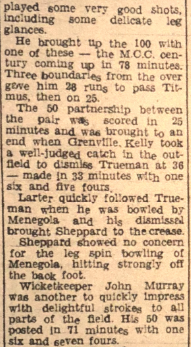 played some very good shots,
including some delicate leg
glances.
He brought up the 100 with
one of these — the M.C.C. cen-
tury coming up in 78 minutes.
Three boundaries from the over
gave him 28 runs to pass Tit-
mus, then on 25.
The 50 partnership between
the pair was scored in 25
minutes and was brought to an
end when Grenville Kelly took
a well-judged catch in the out-
field to dismiss Trueman at 36
— made in 33 minutes with one
six and five fours.
Larter quickly followed True-
man when he was bowled by
Menegola and his dismissal
brought Sheppard to the crease.
Sheppard showed no concern
for the leg spin bowling of
Menegola, hitting strongly off
the back foot.
Wicketkeeper John Murray
was another to quickly impress
with delightful strokes to all
parts of the field. His 50 was
posted in 71 minutes with one
six and seven fours.